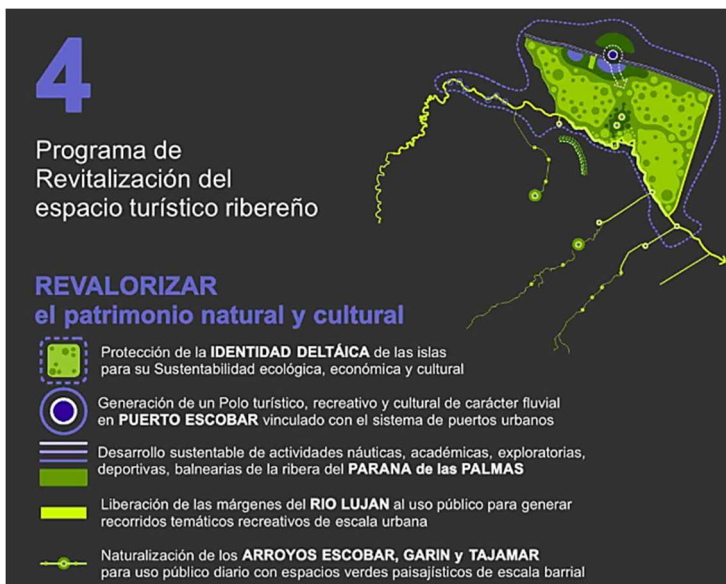 4
Programa de
Revitalización del
espacio turístico ribereño
REVALORIZAR
el patrimonio natural y cultural
Protección de la IDENTIDAD DELTÁICA de las islas
para su Sustentabilidad ecológica, económica y cultural
Generación de un Polo turístico, recreativo y cultural de carácter fluvial
en PUERTO ESCOBAR vinculado con el sistema de puertos urbanos
Desarrollo sustentable de actividades náuticas, académicas, exploratorias,
deportivas, balnearias de la ribera del PARANA de las PALMAS
Liberación de las márgenes del RIO LUJAN al uso público para generar
recorridos temáticos recreativos de escala urbana
Naturalización de los ARROYOS ESCOBAR, GARIN y TAJAMAR
para uso público diario con espacios verdes paisajísticos de escala barrial